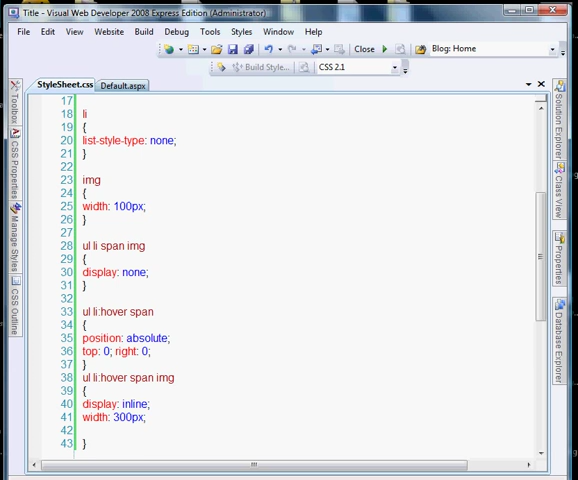 Title - Visual Web Developer 2008 Express Edition (Administrator)
File Edit View Website Build Debug Tools Styles Window Help
Close Blog: Home
Build Style... CSS 2.1
StyleSheet.css Default.aspx
Toolbox
CSS Properties
Manage Styles
CSS Outline
17
18 li
19 {
20 list-style-type: none;
21 }
22
23 img
24 {
25 width: 100px;
26 }
27
28 ul li span img
29 {
30 display: none;
31 }
32
33 ul li:hover span
34 {
35 position: absolute;
36 top: 0; right: 0;
37 }
38 ul li:hover span img
39 {
40 display: inline;
41 width: 300px;
42
43 }
Solution Explorer
Class View
Properties
Database Explorer